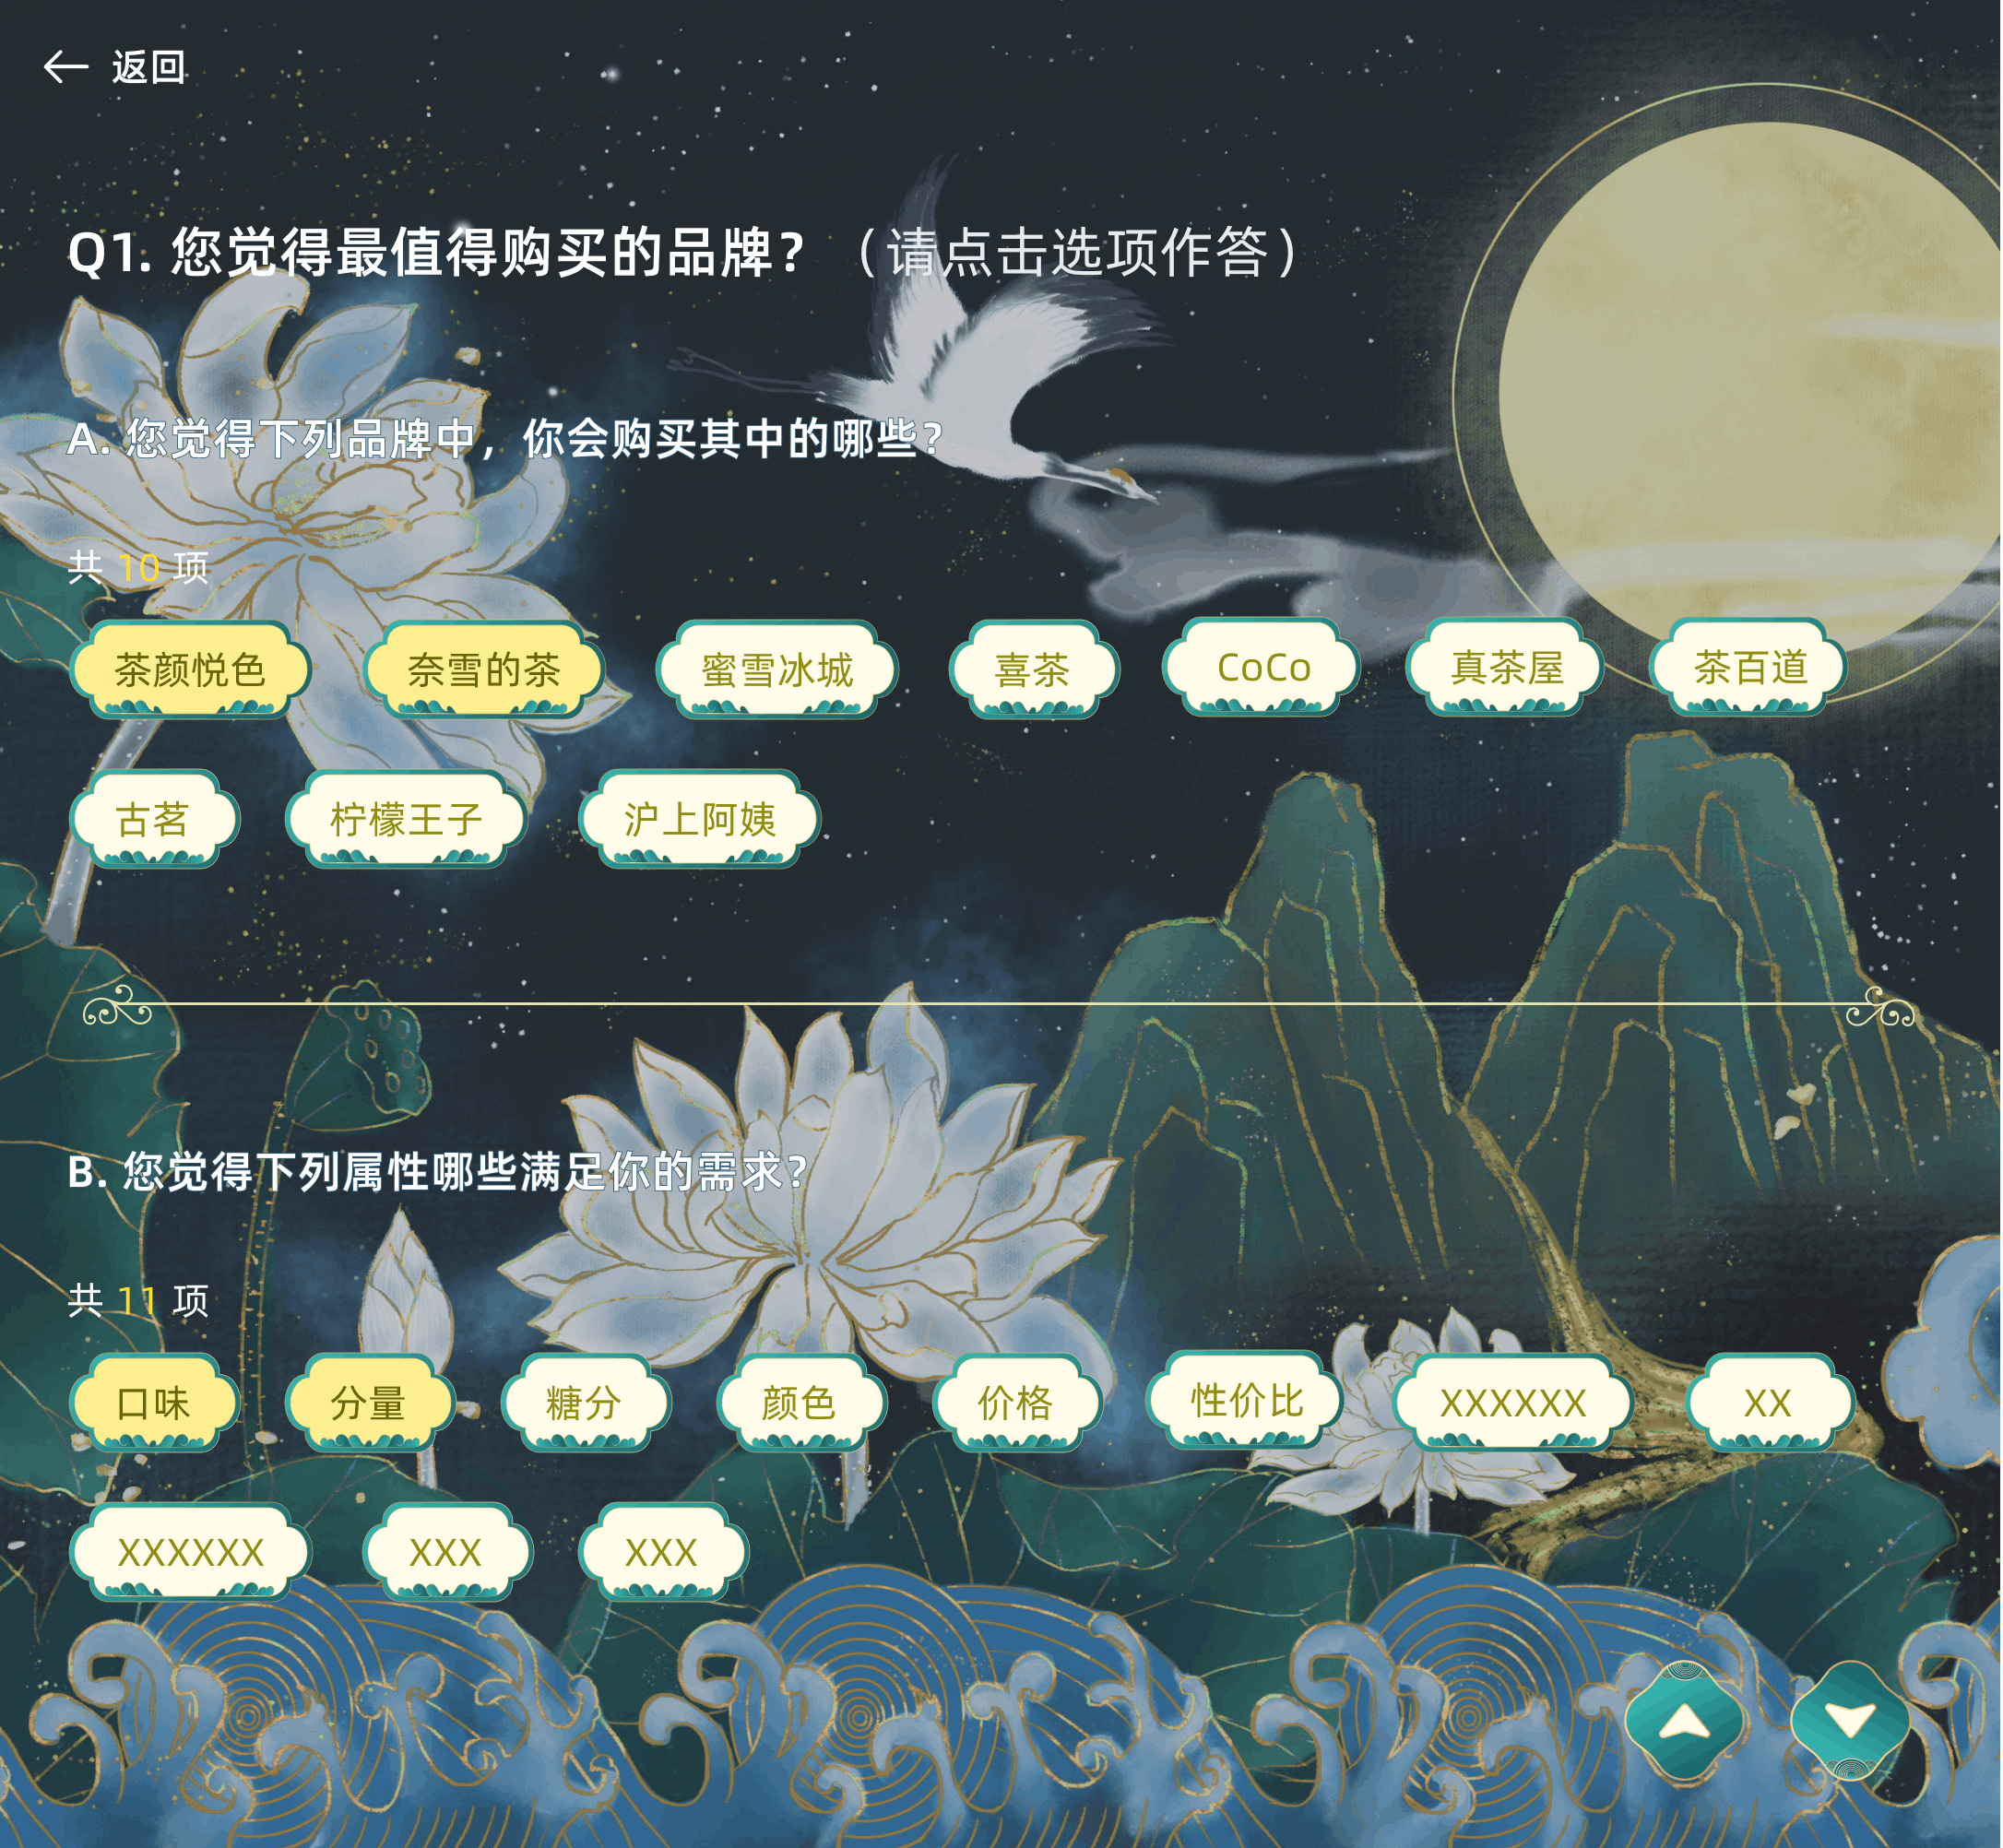 返回
Q1. 您觉得最值得购买的品牌？（请点击选项作答）
A. 您觉得下列品牌中，你会购买其中的哪些？
共 10 项
茶颜悦色 奈雪的茶 蜜雪冰城 喜茶 CoCo 真茶屋 茶百道
古茗 柠檬王子 沪上阿姨
B. 您觉得下列属性哪些满足你的需求？
共 11 项
口味 分量 糖分 颜色 价格 性价比 XXXXXX XX
XXXXXX XXX XXX